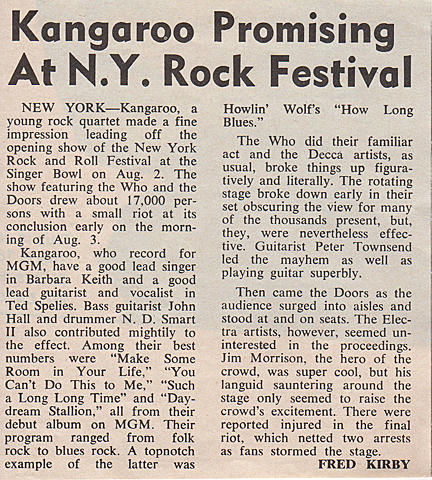 Kangaroo Promising
At N.Y. Rock Festival
NEW YORK—Kangaroo, a
young rock quartet made a fine
impression leading off the
opening show of the New York
Rock and Roll Festival at the
Singer Bowl on Aug. 2. The
show featuring the Who and the
Doors drew about 17,000 per-
sons with a small riot at its
conclusion early on the morn-
ing of Aug. 3.
Kangaroo, who record for
MGM, have a good lead singer
in Barbara Keith and a good
lead guitarist and vocalist in
Ted Spelies. Bass guitarist John
Hall and drummer N. D. Smart
II also contributed nightly to
the effect. Among their best
numbers were "Make Some
Room in Your Life," "You
Can't Do This to Me," "Such
a Long Long Time" and "Day-
dream Stallion," all from their
debut album on MGM. Their
program ranged from folk
rock to blues rock. A topnotch
example of the latter was
Howlin' Wolf's "How Long
Blues."
The Who did their familiar
act and the Decca artists, as
usual, broke things up figura-
tively and literally. The rotating
stage broke down early in their
set obscuring the view for many
of the thousands present, but,
they, were nevertheless effec-
tive. Guitarist Peter Townsend
led the mayhem as well as
playing guitar superbly.
Then came the Doors as the
audience surged into aisles and
stood at and on seats. The Elec-
tra artists, however, seemed un-
interested in the proceedings.
Jim Morrison, the hero of the
crowd, was super cool, but his
languid sauntering around the
stage only seemed to raise the
crowd's excitement. There were
reported injured in the final
riot, which netted two arrests
as fans stormed the stage.
FRED KIRBY